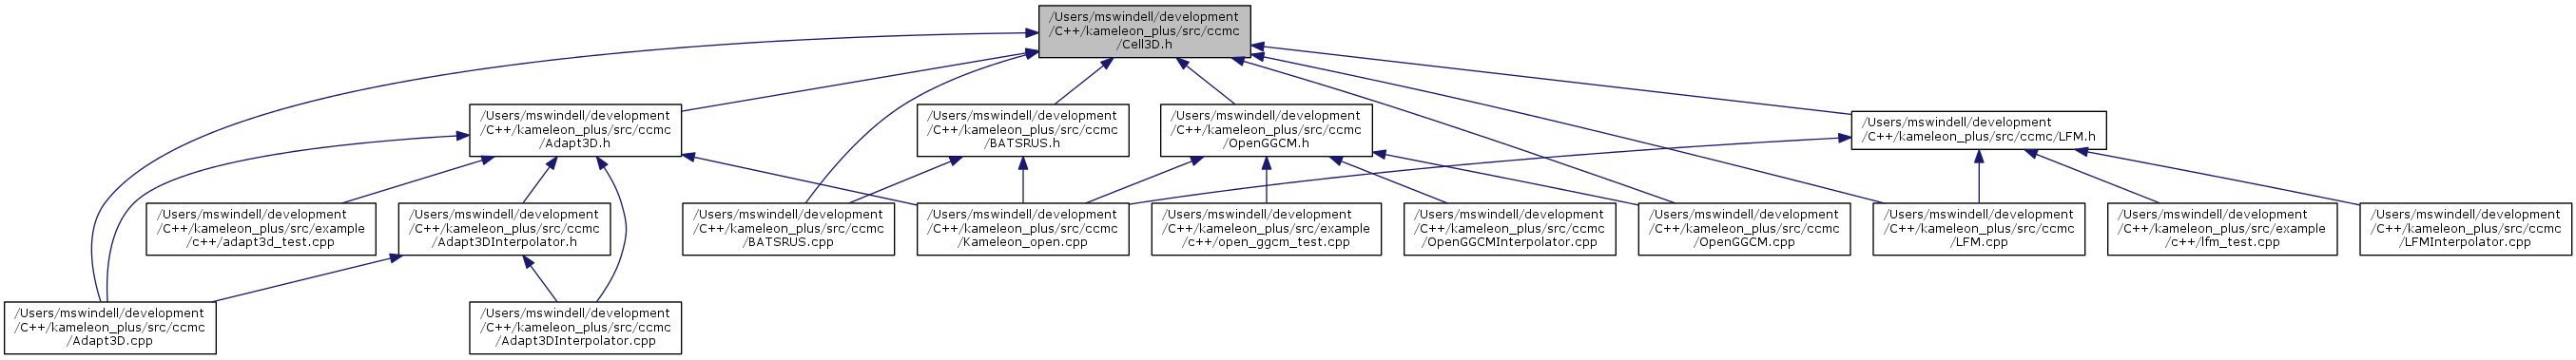 /Users/mswindell/development
/C++/kameleon_plus/src/ccmc
/Cell3D.h
/Users/mswindell/development
/C++/kameleon_plus/src/ccmc
/Adapt3D.h
/Users/mswindell/development
/C++/kameleon_plus/src/ccmc
/BATSRUS.h
/Users/mswindell/development
/C++/kameleon_plus/src/ccmc
/OpenGGCM.h
/Users/mswindell/development
/C++/kameleon_plus/src/ccmc/LFM.h
/Users/mswindell/development
/C++/kameleon_plus/src/example
/c++/adapt3d_test.cpp
/Users/mswindell/development
/C++/kameleon_plus/src/ccmc
/Adapt3DInterpolator.h
/Users/mswindell/development
/C++/kameleon_plus/src/ccmc
/BATSRUS.cpp
/Users/mswindell/development
/C++/kameleon_plus/src/ccmc
/Kameleon_open.cpp
/Users/mswindell/development
/C++/kameleon_plus/src/example
/c++/open_ggcm_test.cpp
/Users/mswindell/development
/C++/kameleon_plus/src/ccmc
/OpenGGCMInterpolator.cpp
/Users/mswindell/development
/C++/kameleon_plus/src/ccmc
/OpenGGCM.cpp
/Users/mswindell/development
/C++/kameleon_plus/src/ccmc
/LFM.cpp
/Users/mswindell/development
/C++/kameleon_plus/src/example
/c++/lfm_test.cpp
/Users/mswindell/development
/C++/kameleon_plus/src/ccmc
/LFMInterpolator.cpp
/Users/mswindell/development
/C++/kameleon_plus/src/ccmc
/Adapt3D.cpp
/Users/mswindell/development
/C++/kameleon_plus/src/ccmc
/Adapt3DInterpolator.cpp